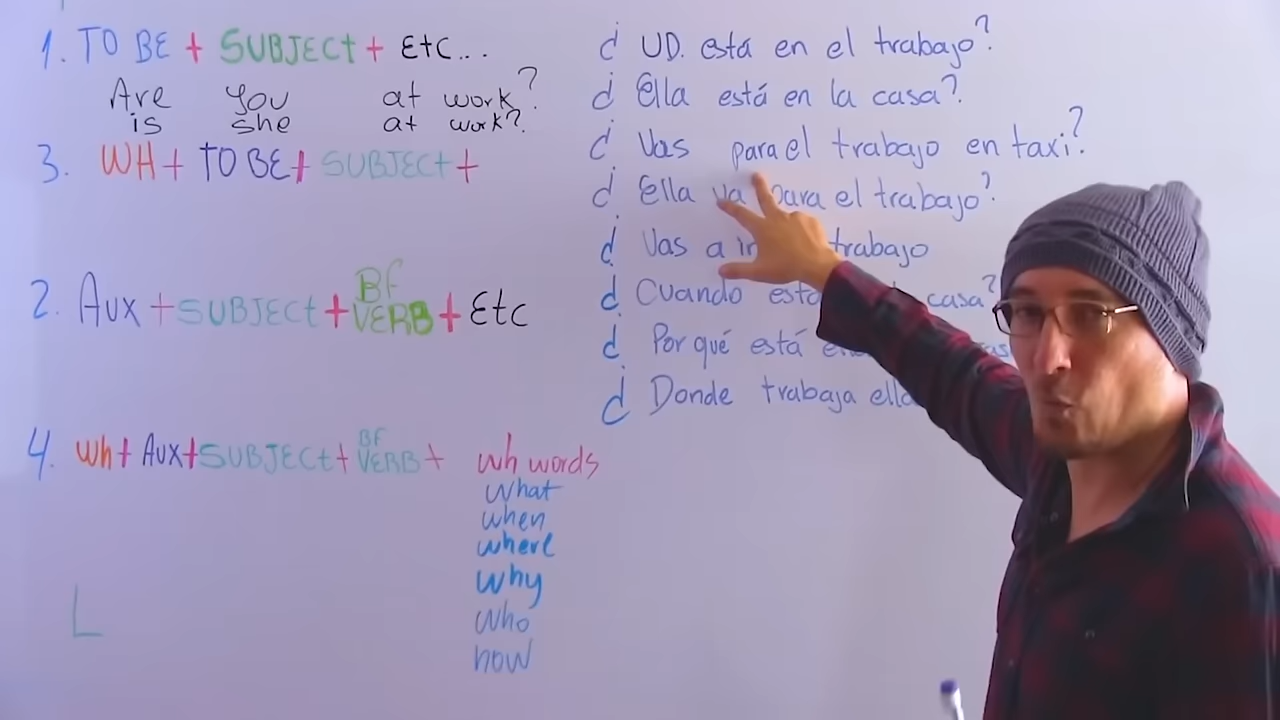 1. TO BE + SUBJECT + Etc...
Are you at work?
is she at work?
3. WH + TO BE + SUBJECT +
2. AUX + SUBJECT + BF VERB + Etc
4. Wh + AUX + SUBJECT + BF VERB +
wh words
what
when
where
why
who
how
¿ UD. está en el trabajo?
¿ Ella está en la casa?
¿ Vas para el trabajo en taxi?
¿ Ella va para el trabajo?
¿ Vas a trabajo
¿ Cuando casa?
¿ Por qué está
¿ Donde trabaja ella